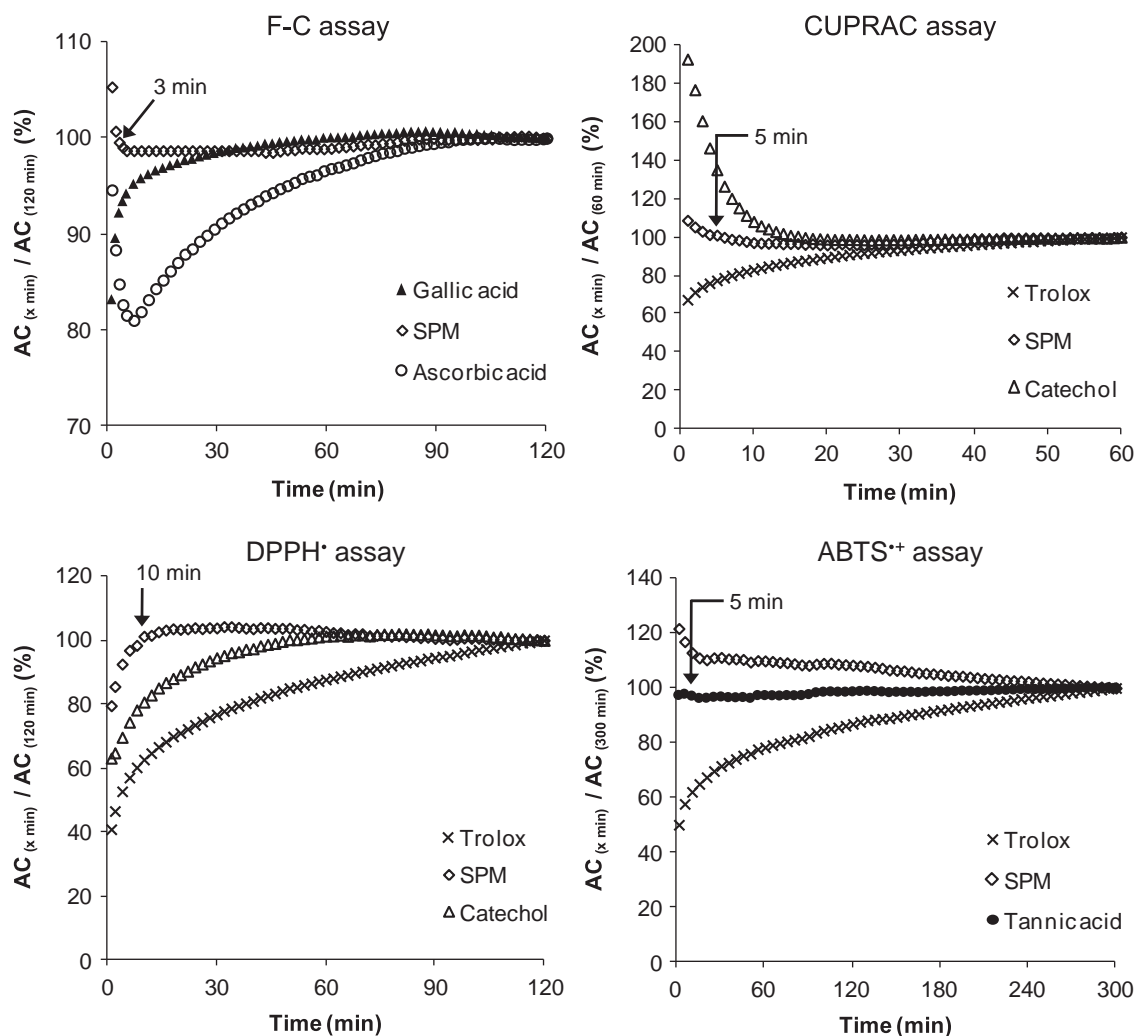 F-C assay
AC (x min) / AC (120 min) (%)
110
100
90
80
70
3 min
Gallic acid
SPM
Ascorbic acid
0 30 60 90 120
Time (min)
CUPRAC assay
AC (x min) / AC (60 min) (%)
200
180
160
140
120
100
80
60
40
20
0
5 min
Trolox
SPM
Catechol
0 10 20 30 40 50 60
Time (min)
DPPH• assay
AC (x min) / AC (120 min) (%)
120
100
80
60
40
20
0
10 min
Trolox
SPM
Catechol
0 30 60 90 120
Time (min)
ABTS•+ assay
AC (x min) / AC (300 min) (%)
140
120
100
80
60
40
20
0
5 min
Trolox
SPM
Tannic acid
0 60 120 180 240 300
Time (min)